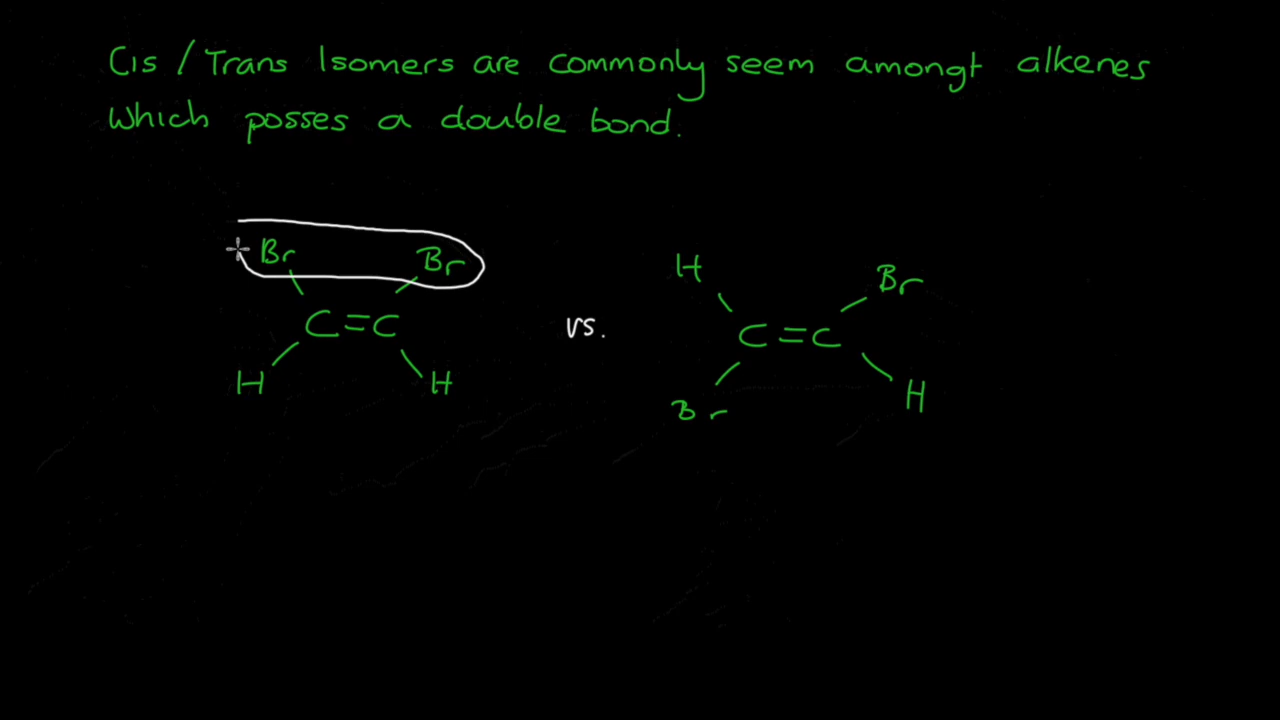 Cis / Trans Isomers are commonly seem amongt alkenes
Which posses a double bond.
Br Br
C=C
H H
vs.
H Br
C=C
Br H